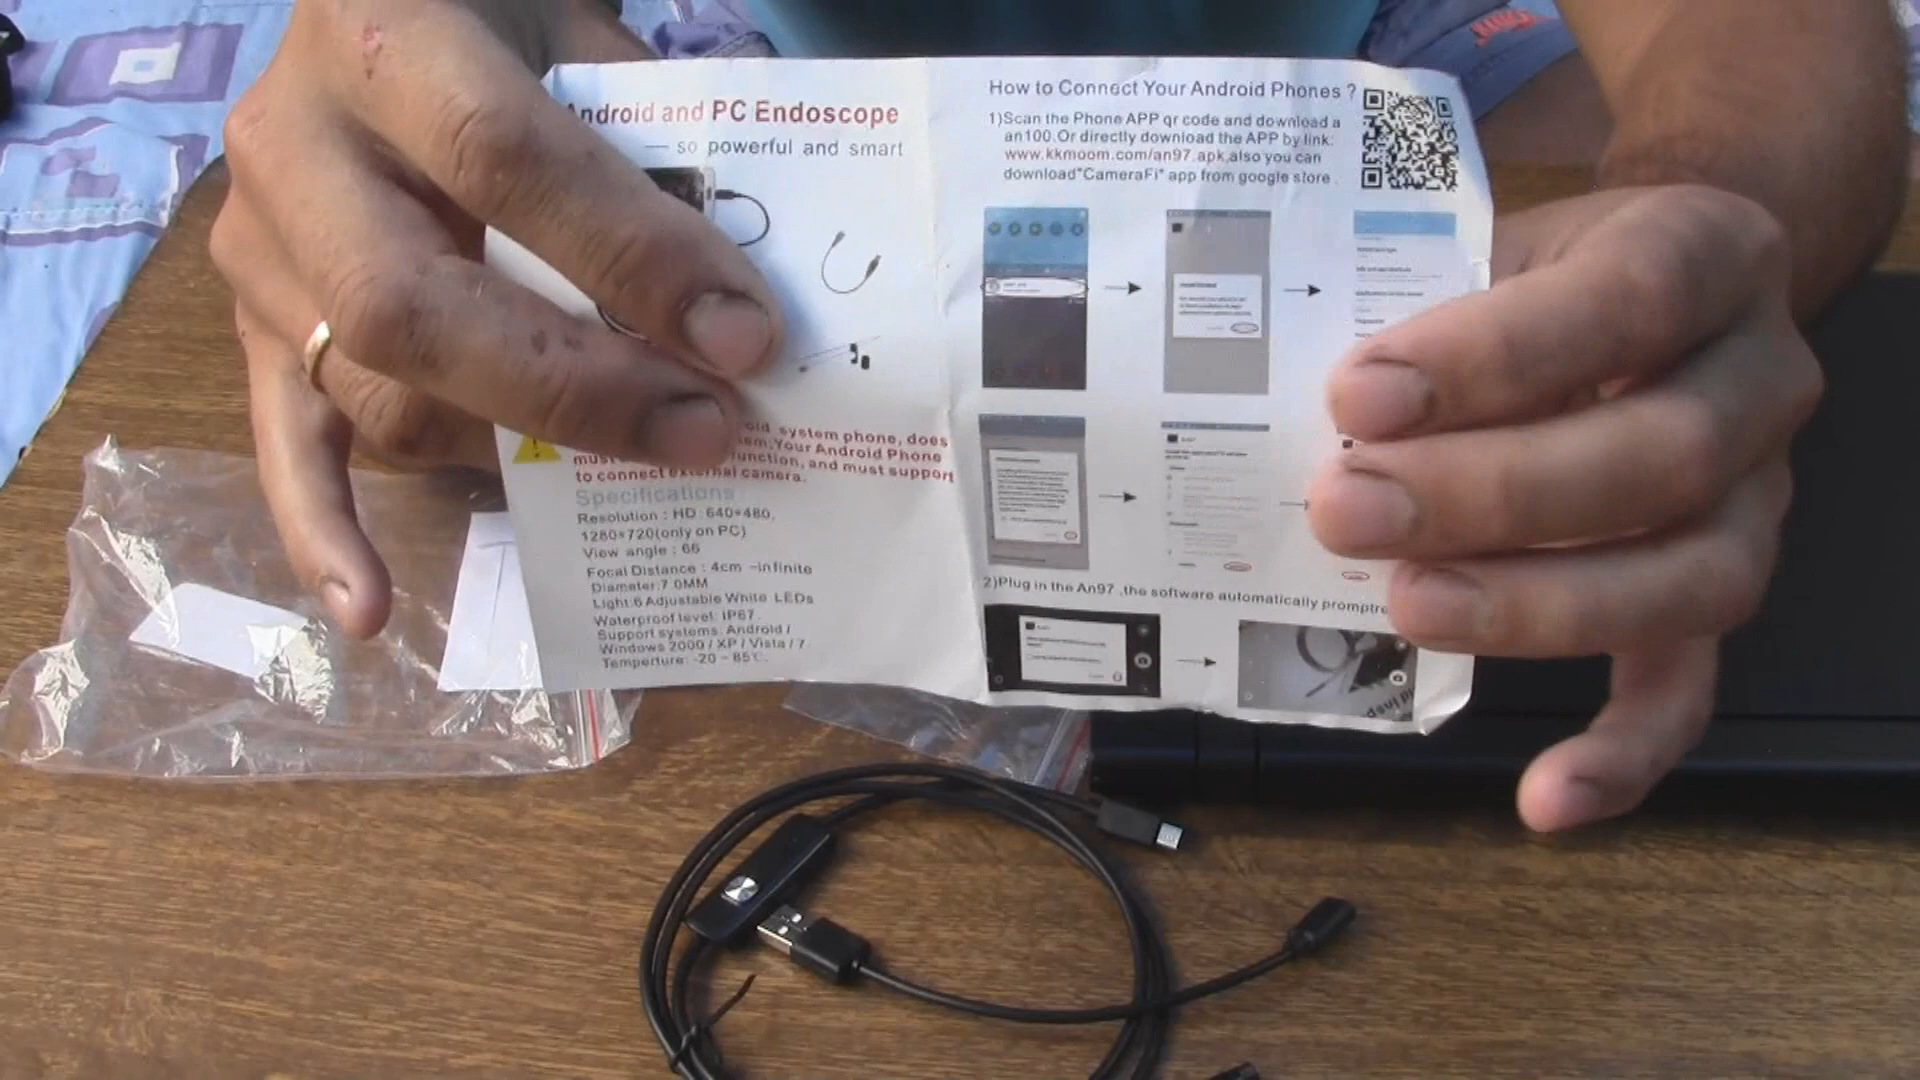 Android and PC Endoscope
— so powerful and smart
oid system phone, does
em;Your Android Phone
must unction, and must support
to connect external camera.
Specifications
Resolution : HD 640*480,
1280*720(only on PC)
View angle : 66
Focal Distance : 4cm -infinite
Diameter:7.0MM
Light:6 Adjustable White LEDs
Waterproof level: IP67.
Support systems: Android /
Windows 2000 / XP / Vista / 7
Temperture: -20 ~ 85℃.
How to Connect Your Android Phones ?
1)Scan the Phone APP qr code and download a
an100.Or directly download the APP by link:
www.kkmoom.com/an97.apk,also you can
download"CameraFi" app from google store .
2)Plug in the An97 ,the software automatically promptre